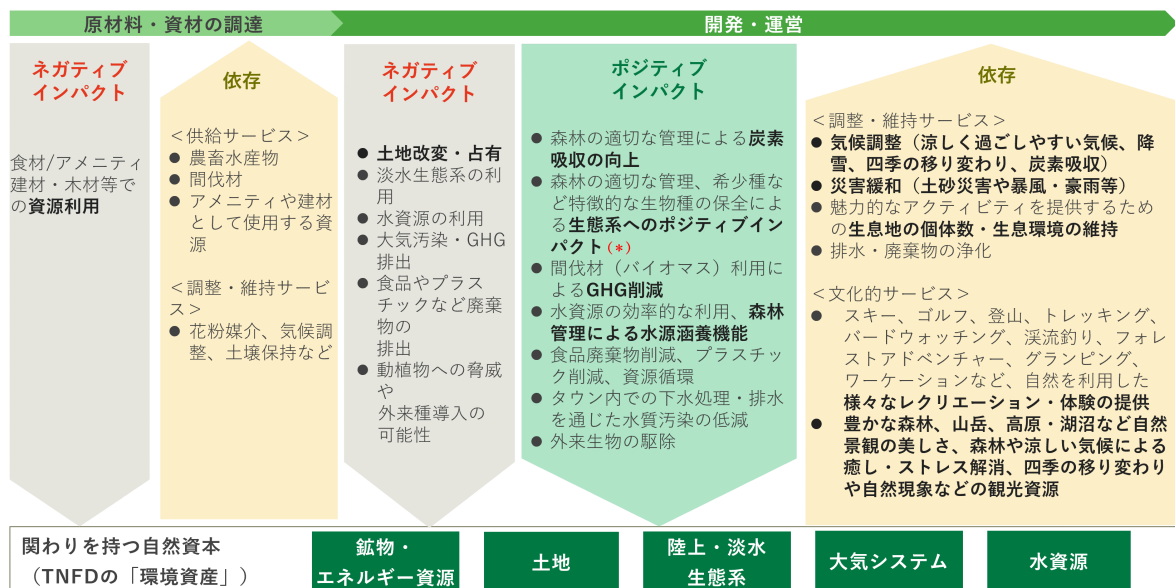 原材料・資材の調達
開発・運営
ネガティブ
インパクト
食材/アメニティ
建材・木材等で
の資源利用
依存
＜供給サービス＞
● 農畜水産物
● 間伐材
● アメニティや建材
として使用する資
源
＜調整・維持サービ
ス＞
● 花粉媒介、気候調
整、土壌保持など
ネガティブ
インパクト
● 土地改変・占有
● 淡水生態系の利
用
● 水資源の利用
● 大気汚染・GHG
排出
● 食品やプラス
チックなど廃棄
物の
排出
● 動植物への脅威
や
外来種導入の
可能性
ポジティブ
インパクト
● 森林の適切な管理による炭素
吸収の向上
● 森林の適切な管理、希少種な
ど特徴的な生物種の保全によ
る生態系へのポジティブイン
パクト(*)
● 間伐材（バイオマス）利用に
よるGHG削減
● 水資源の効率的な利用、森林
管理による水源涵養機能
● 食品廃棄物削減、プラスチッ
ク削減、資源循環
● タウン内での下水処理・排水
を通じた水質汚染の低減
● 外来生物の駆除
依存
＜調整・維持サービス＞
● 気候調整（涼しく過ごしやすい気候、降
雪、四季の移り変わり、炭素吸収）
● 災害緩和（土砂災害や暴風・豪雨等）
● 魅力的なアクティビティを提供するため
の生息地の個体数・生息環境の維持
● 排水・廃棄物の浄化
＜文化的サービス＞
● スキー、ゴルフ、登山、トレッキング、
バードウォッチング、渓流釣り、フォレ
ストアドベンチャー、グランピング、
ワーケーションなど、自然を利用した
様々なレクリエーション・体験の提供
● 豊かな森林、山岳、高原・湖沼など自然
景観の美しさ、森林や涼しい気候による
癒し・ストレス解消、四季の移り変わり
や自然現象などの観光資源
関わりを持つ自然資本
（TNFDの「環境資産」）
鉱物・
エネルギー資源
土地
陸上・淡水
生態系
大気システム
水資源